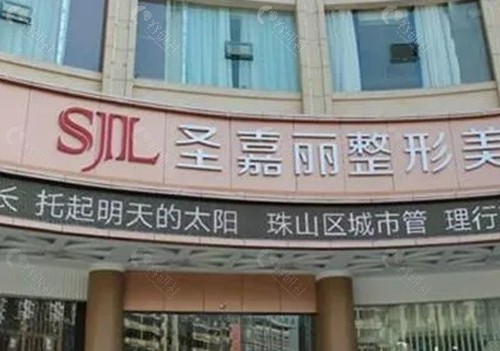 SJL 圣嘉丽整形美
长 托起明天的太阳 珠山区城市管 理行